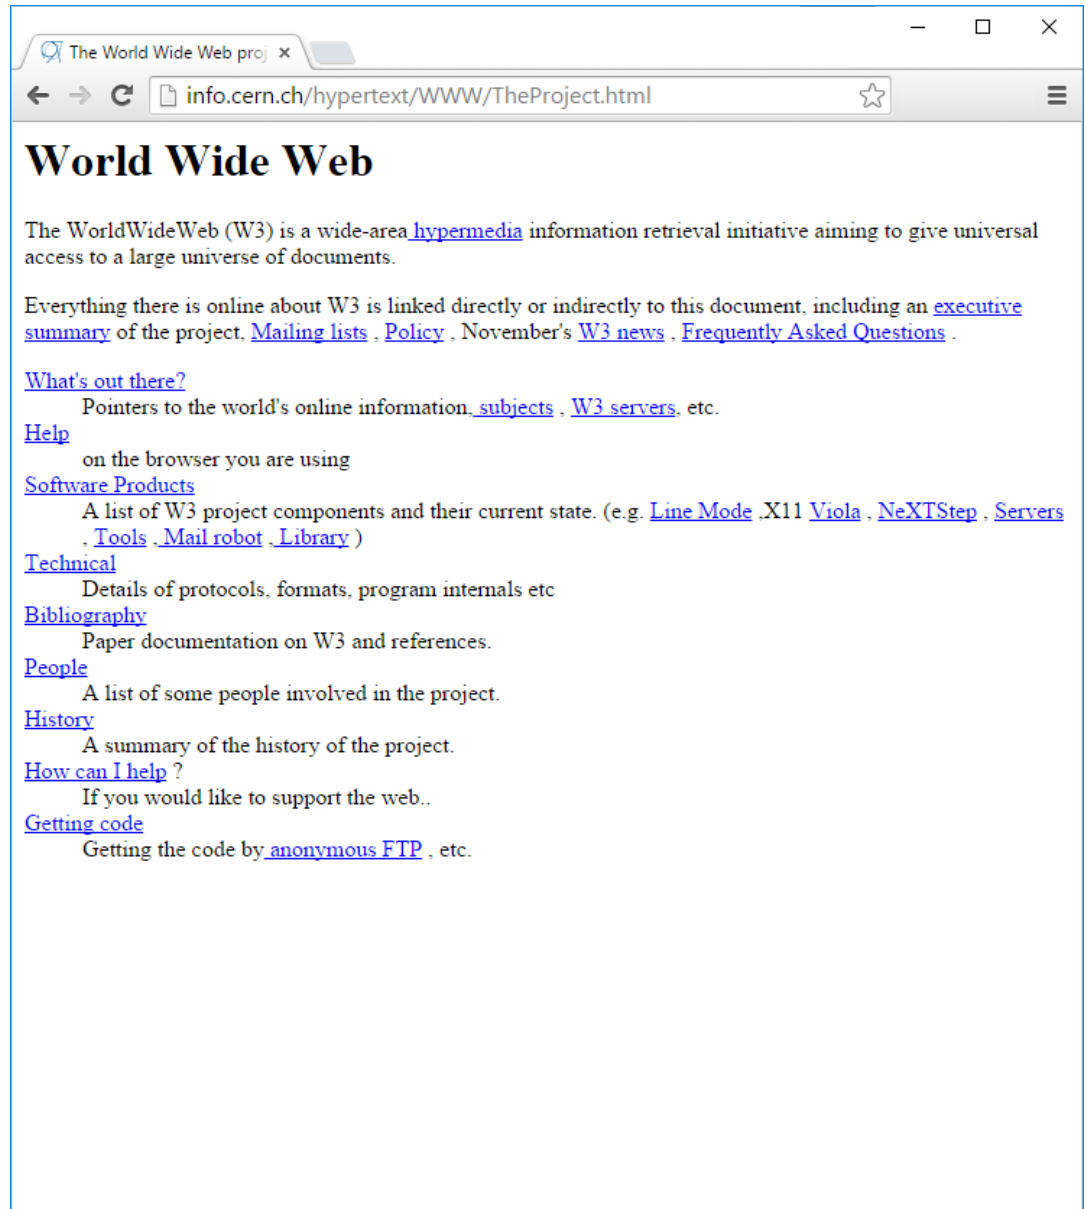 The World Wide Web proj
info.cern.ch/hypertext/WWW/TheProject.html
World Wide Web
The WorldWideWeb (W3) is a wide-area hypermedia information retrieval initiative aiming to give universal
access to a large universe of documents.
Everything there is online about W3 is linked directly or indirectly to this document, including an executive
summary of the project, Mailing lists , Policy , November's W3 news , Frequently Asked Questions .
What's out there?
Pointers to the world's online information, subjects , W3 servers, etc.
Help
on the browser you are using
Software Products
A list of W3 project components and their current state. (e.g. Line Mode ,X11 Viola , NeXTStep , Servers
, Tools , Mail robot , Library )
Technical
Details of protocols, formats, program internals etc
Bibliography
Paper documentation on W3 and references.
People
A list of some people involved in the project.
History
A summary of the history of the project.
How can I help ?
If you would like to support the web..
Getting code
Getting the code by anonymous FTP , etc.